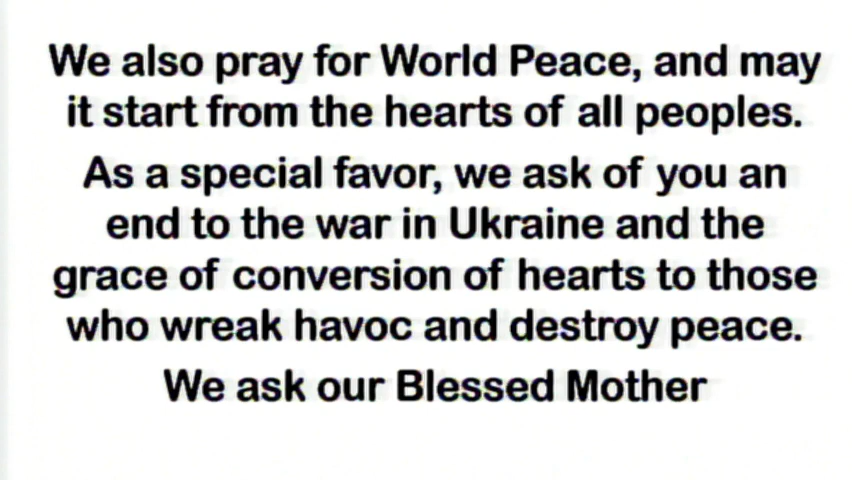 We also pray for World Peace, and may
it start from the hearts of all peoples.
As a special favor, we ask of you an
end to the war in Ukraine and the
grace of conversion of hearts to those
who wreak havoc and destroy peace.
We ask our Blessed Mother